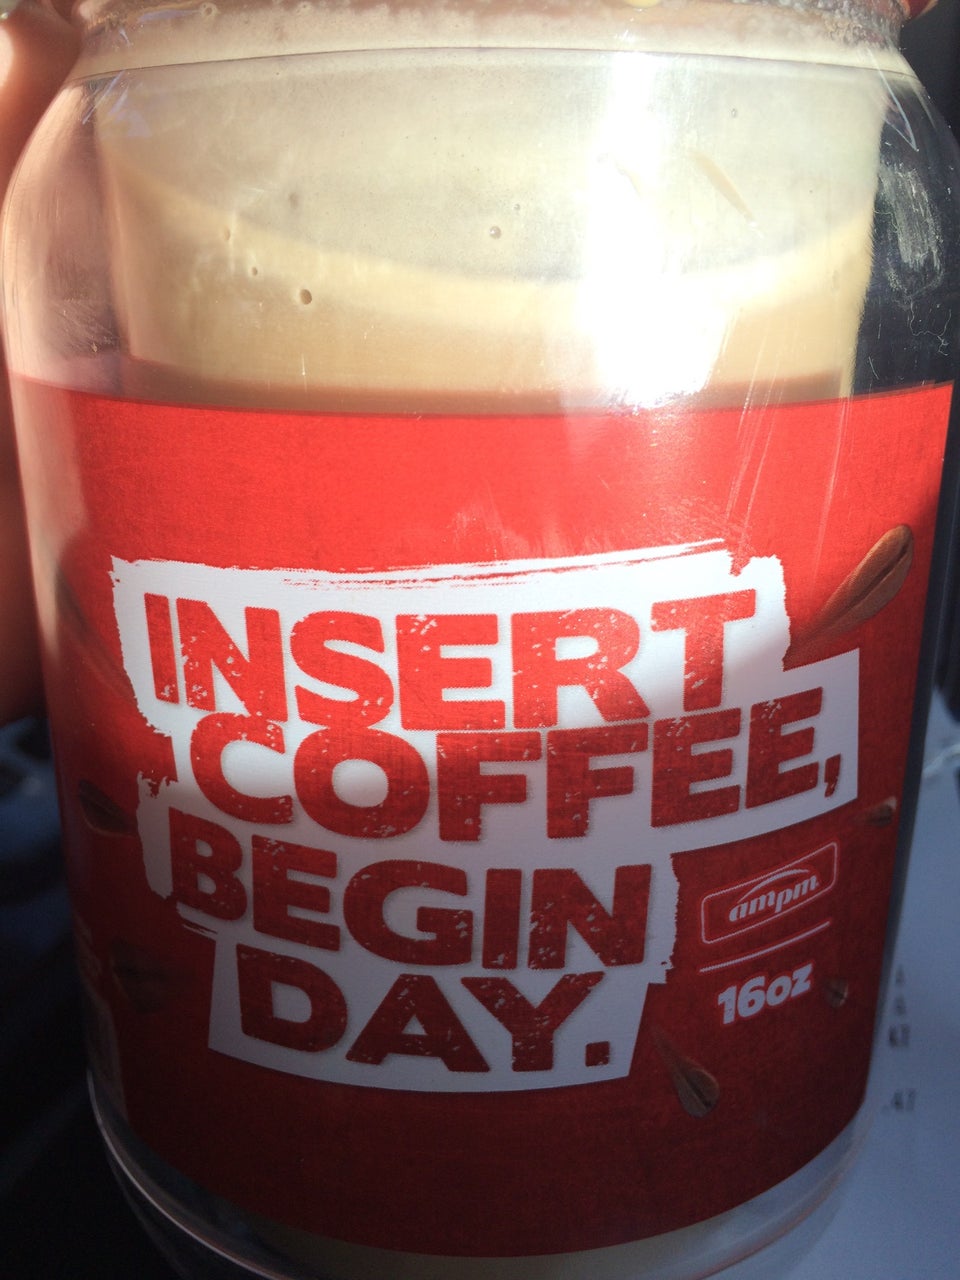 INSERT
COFFEE,
BEGIN
DAY.
ampm
16oz